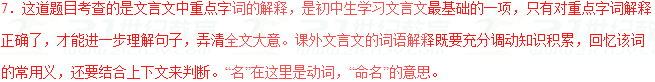 7．这道题目考查的是文言文中重点字词的解释，是初中生学习文言文最基础的一项，只有对重点字词解释
正确了，才能进一步理解句子，弄清全文大意。课外文言文的词语解释既要充分调动知识积累，回忆该词
的常用义，还要结合上下文来判断。“名”在这里是动词，“命名”的意思。